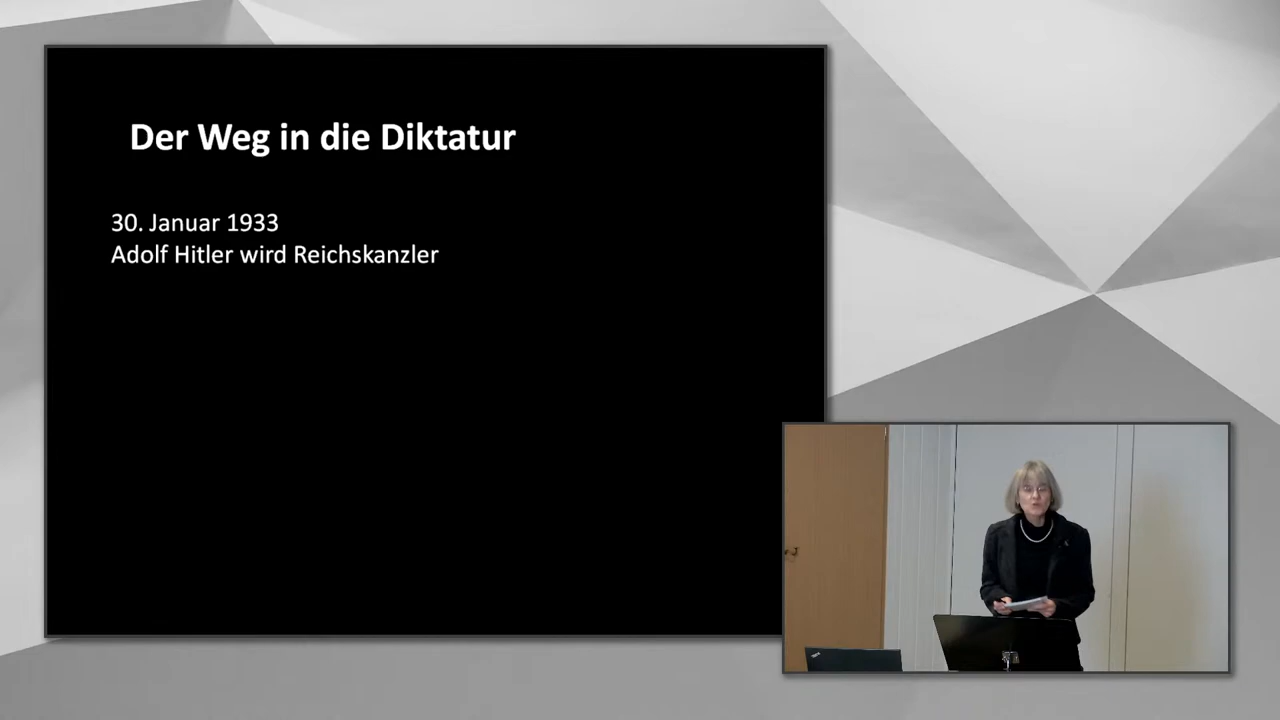 Der Weg in die Diktatur
30. Januar 1933
Adolf Hitler wird Reichskanzler